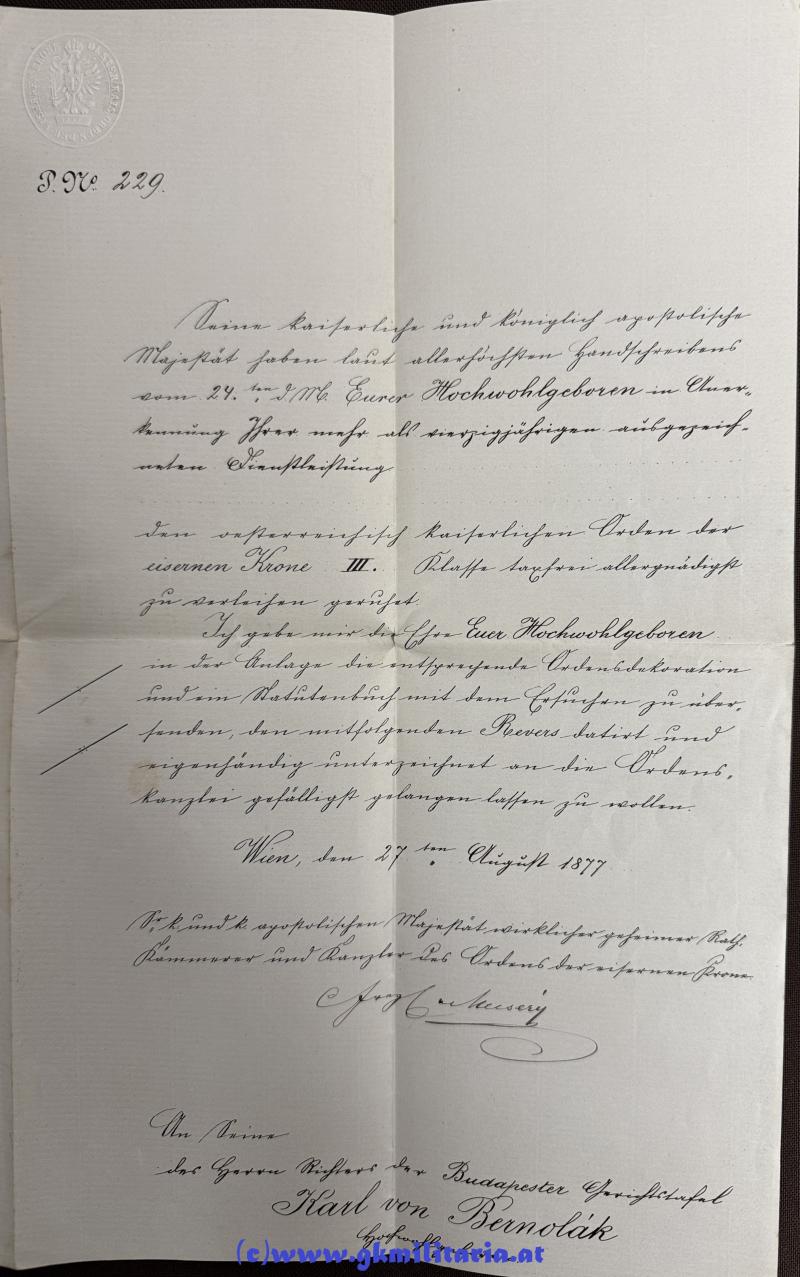 P. No. 229.
Seine kaiserliche und königlich apostolische
Majestät haben laut allerhöchsten Handschreibens
vom 24.ten d. M. Eurer Hochwohlgeboren in Aner-
kennung Ihrer mehr als vierzigjährigen ausgezeich-
neten Dienstleistung
den oesterreichisch kaiserlichen Orden der
eisernen Krone III. Klasse taxfrei allergnädigst
zu verleihen geruhet.
Ich gebe mir die Ehre Euer Hochwohlgeboren
in der Anlage die entsprechende Ordensdekoration
und ein Statutenbuch mit dem Ersuchen zu über-
senden, den mitfolgenden Revers datirt und
eigenhändig unterzeichnet an die Ordens-
kanzlei gefälligst gelangen lassen zu wollen.
Wien, den 27ten August 1877
Sr. k. und k. apostolischen Majestät wirklicher geheimer Rath,
Kämmerer und Kanzler des Ordens der eisernen Krone
An Seine
des Herrn Richters der Budapester Gerichtstafel
Karl von Bernolák
(c)www.gkmilitaria.at